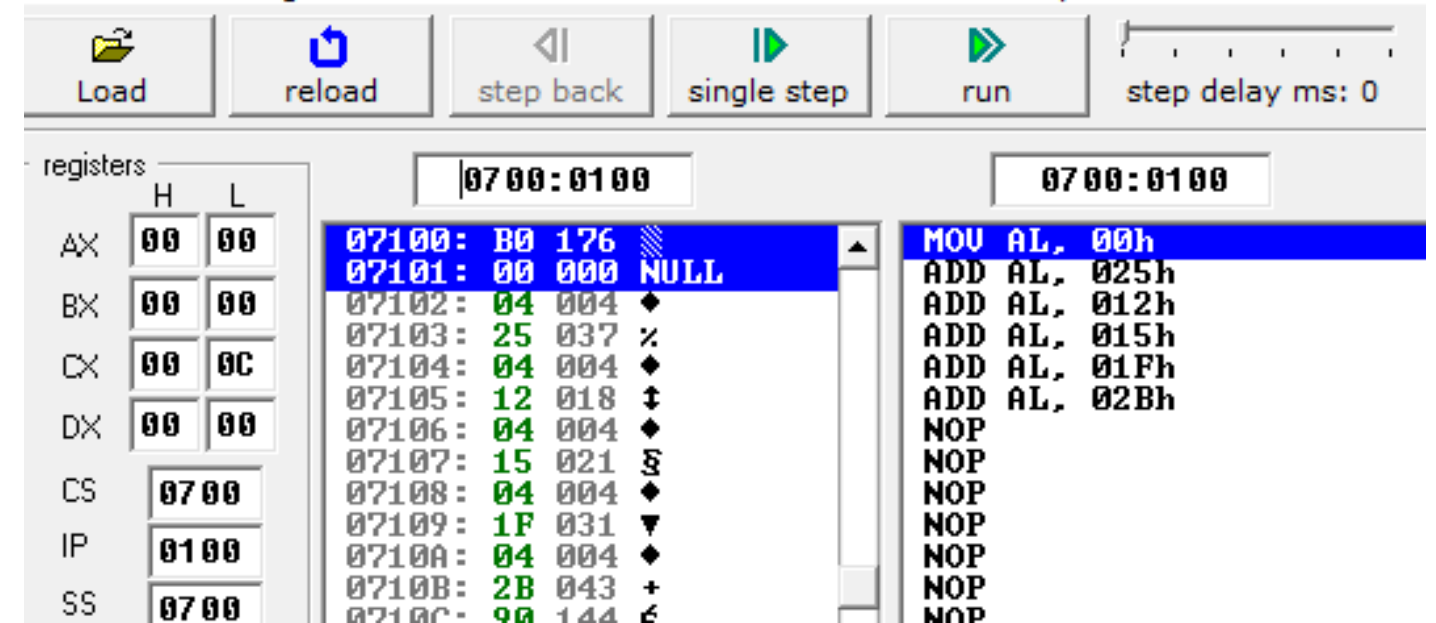 Load reload step back single step run step delay ms: 0
registers
H L
0700:0100 0700:0100
AX 00 00
BX 00 00
CX 00 0C
DX 00 00
CS 0700
IP 0100
SS 0700
07100: B0 176 ▒
07101: 00 000 NULL
07102: 04 004 ♦
07103: 25 037 %
07104: 04 004 ♦
07105: 12 018 ↕
07106: 04 004 ♦
07107: 15 021 §
07108: 04 004 ♦
07109: 1F 031 ▼
0710A: 04 004 ♦
0710B: 2B 043 +
0710C: 90 144 É
MOV AL, 00h
ADD AL, 025h
ADD AL, 012h
ADD AL, 015h
ADD AL, 01Fh
ADD AL, 02Bh
NOP
NOP
NOP
NOP
NOP
NOP
NOP